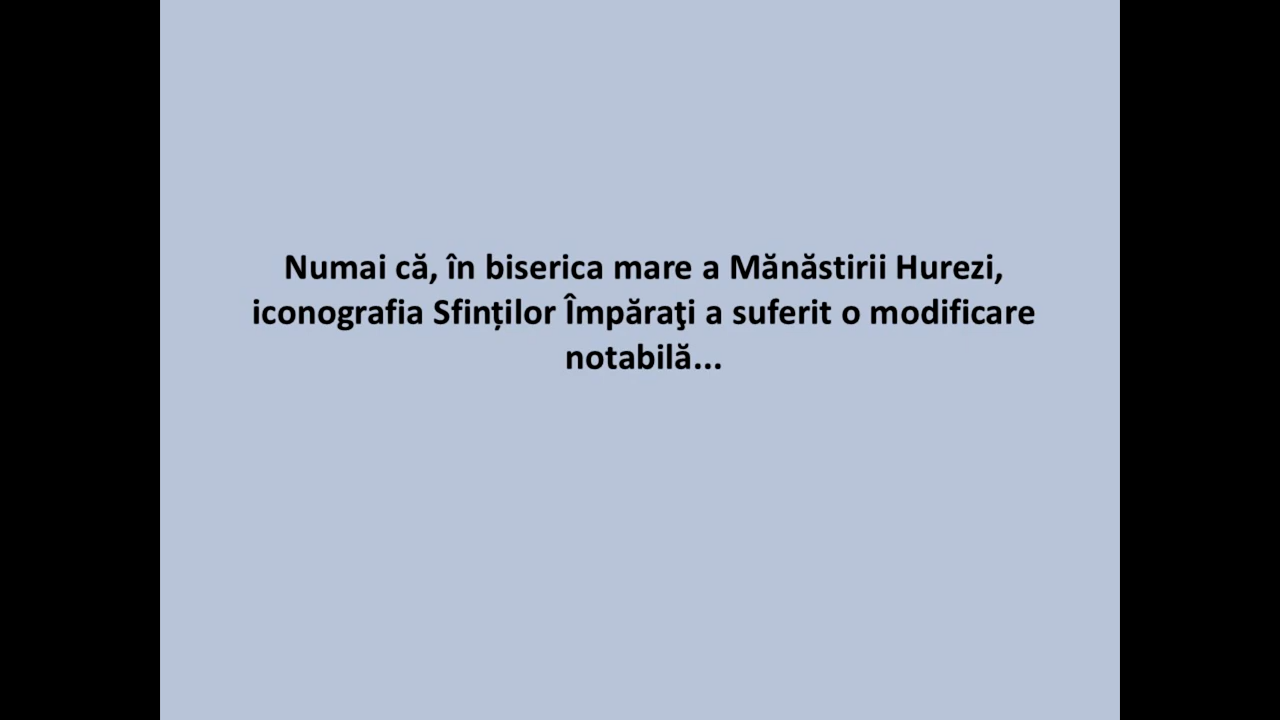 Numai că, în biserica mare a Mănăstirii Hurezi,
iconografia Sfinților Împăraţi a suferit o modificare
notabilă...